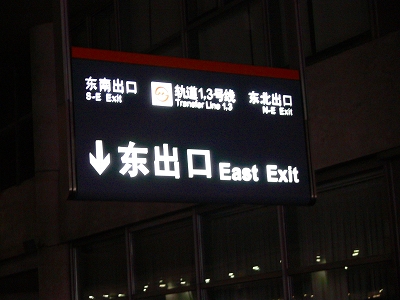 东南出口
S-E Exit
轨道1.3号线
Transfer Line 1.3
东北出口
N-E Exit
东出口 East Exit